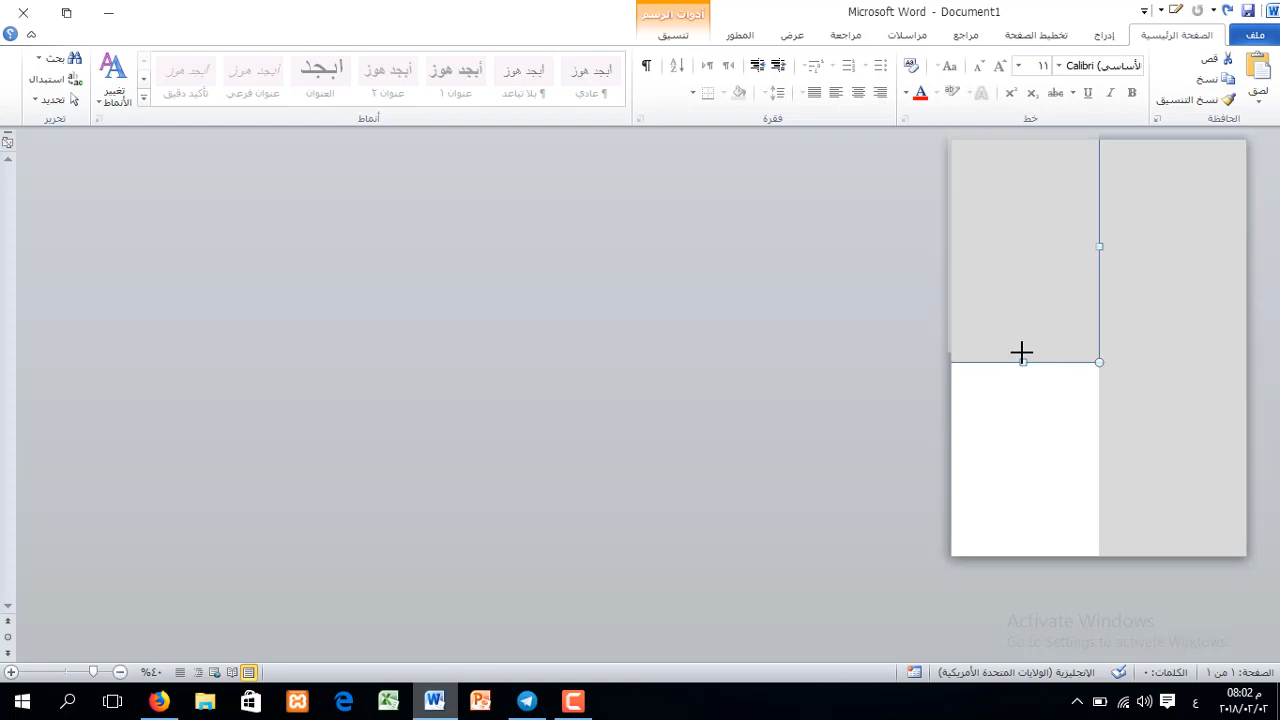 Microsoft Word - Document1
أدوات الرسم
ملف
الصفحة الرئيسية
إدراج
تخطيط الصفحة
مراجع
مراسلات
مراجعة
عرض
المطور
تنسيق
قص
نسخ
نسخ التنسيق
لصق
الحافظة
Calibri (الأساسي)
١١
خط
فقرة
أبجد هوز
¶ عادي
أبجد هوز
¶ بلا تباعد
أبجد هوز
عنوان ١
أبجد هوز
عنوان ٢
ابجد
العنوان
أبجد هوز
عنوان فرعي
أبجد هوز
تأكيد دقيق
أنماط
تغيير الأنماط
بحث
استبدال
تحديد
تحرير
Activate Windows
Go to Settings to activate Windows.
الصفحة: ١ من ١
الكلمات: ٠
الإنجليزية (الولايات المتحدة الأمريكية)
٤٠%
ع
08:02 م
٢٠١٨/٠٢/٠٢